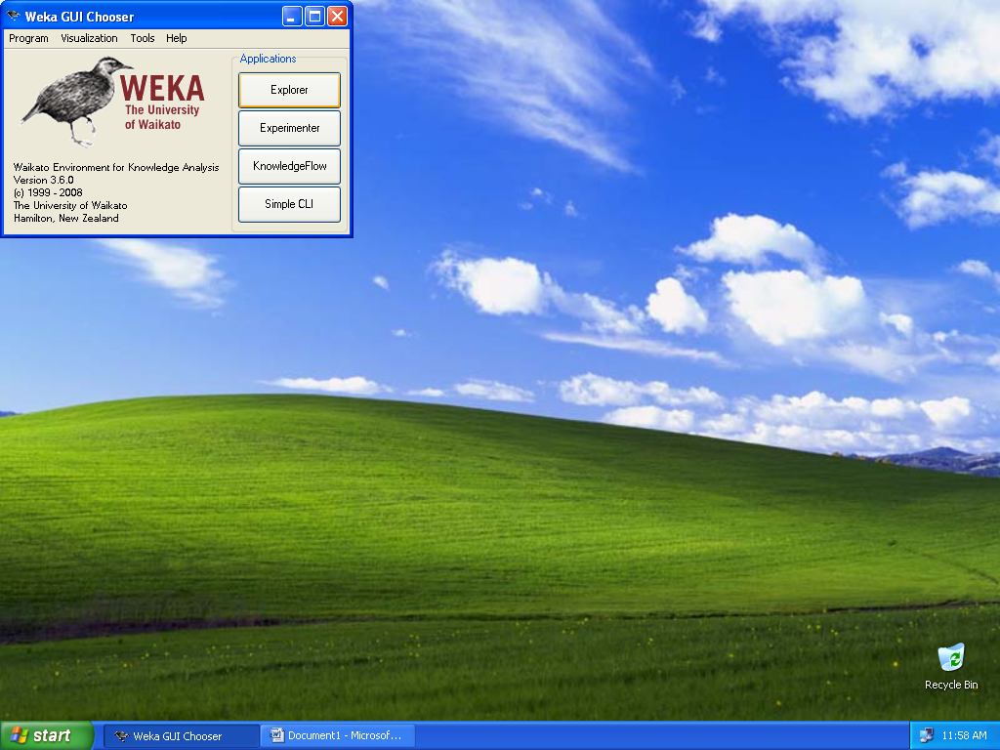 Weka GUI Chooser
Program Visualization Tools Help
WEKA
The University
of Waikato
Waikato Environment for Knowledge Analysis
Version 3.6.0
(c) 1999 - 2008
The University of Waikato
Hamilton, New Zealand
Applications
Explorer
Experimenter
KnowledgeFlow
Simple CLI
Recycle Bin
start
Weka GUI Chooser
Document1 - Microsof...
11:58 AM